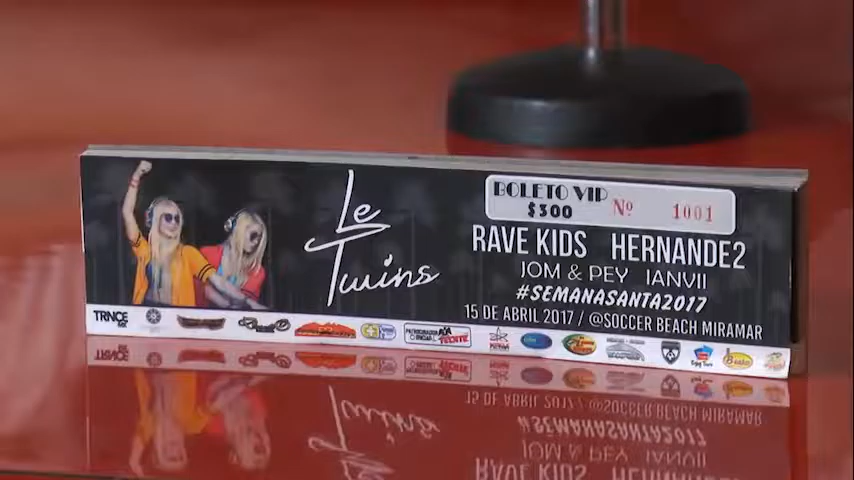 Le
Twins
BOLETO VIP
$300
Nº 1001
RAVE KIDS HERNANDE2
JOM & PEY IANVII
#SEMANASANTA2017
15 DE ABRIL 2017 / @SOCCER BEACH MIRAMAR
TECATE